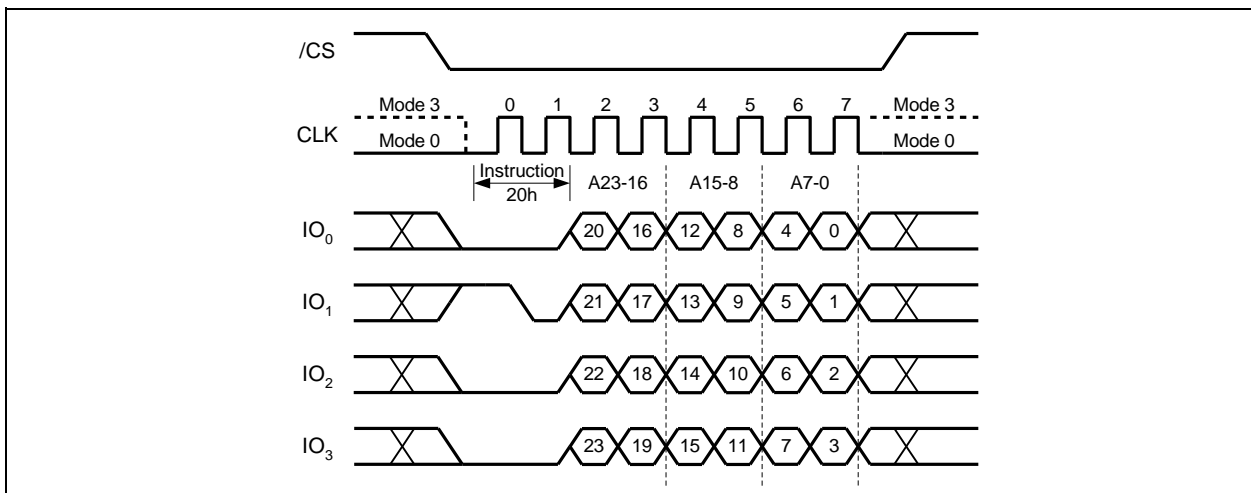 /CS
Mode 3 0 1 2 3 4 5 6 7 Mode 3
CLK
Mode 0 Mode 0
Instruction A23-16 A15-8 A7-0
20h
IO0 20 16 12 8 4 0
IO1 21 17 13 9 5 1
IO2 22 18 14 10 6 2
IO3 23 19 15 11 7 3